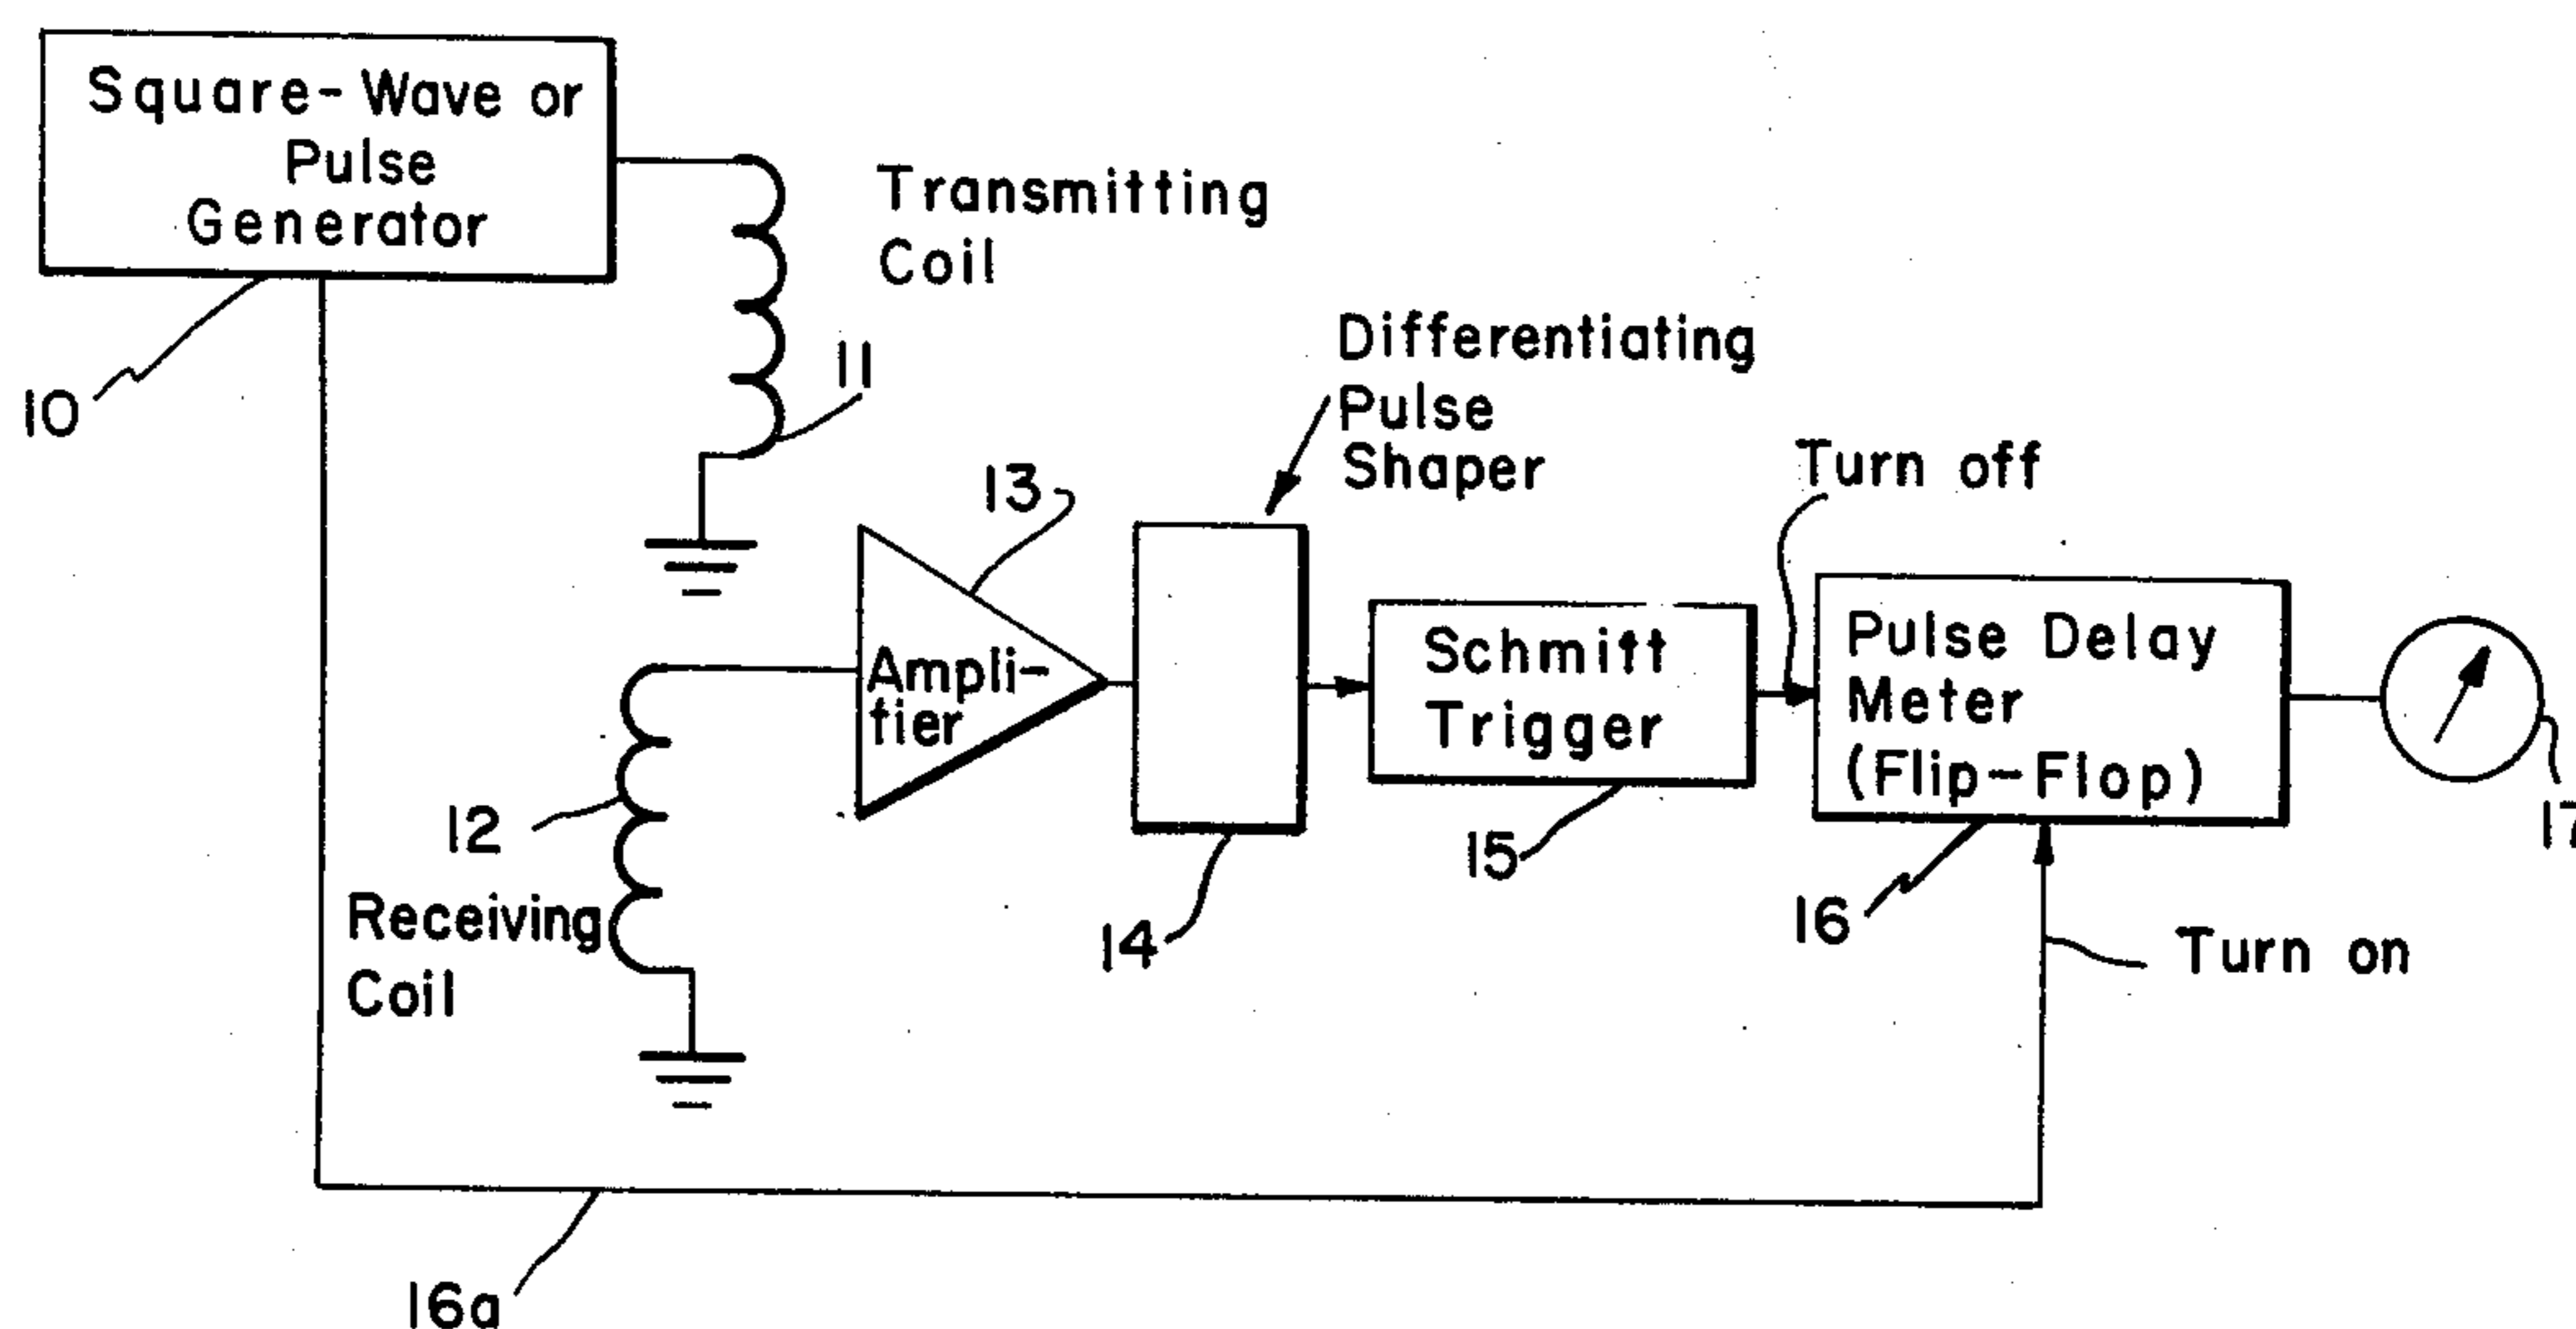 Square-Wave or
Pulse
Generator
10
Transmitting
Coil
11
Differentiating
Pulse
Shaper
13
Ampli-
fier
12
Receiving
Coil
14
Schmitt
Trigger
15
Turn off
Pulse Delay
Meter
(Flip-Flop)
16
17
Turn on
16a